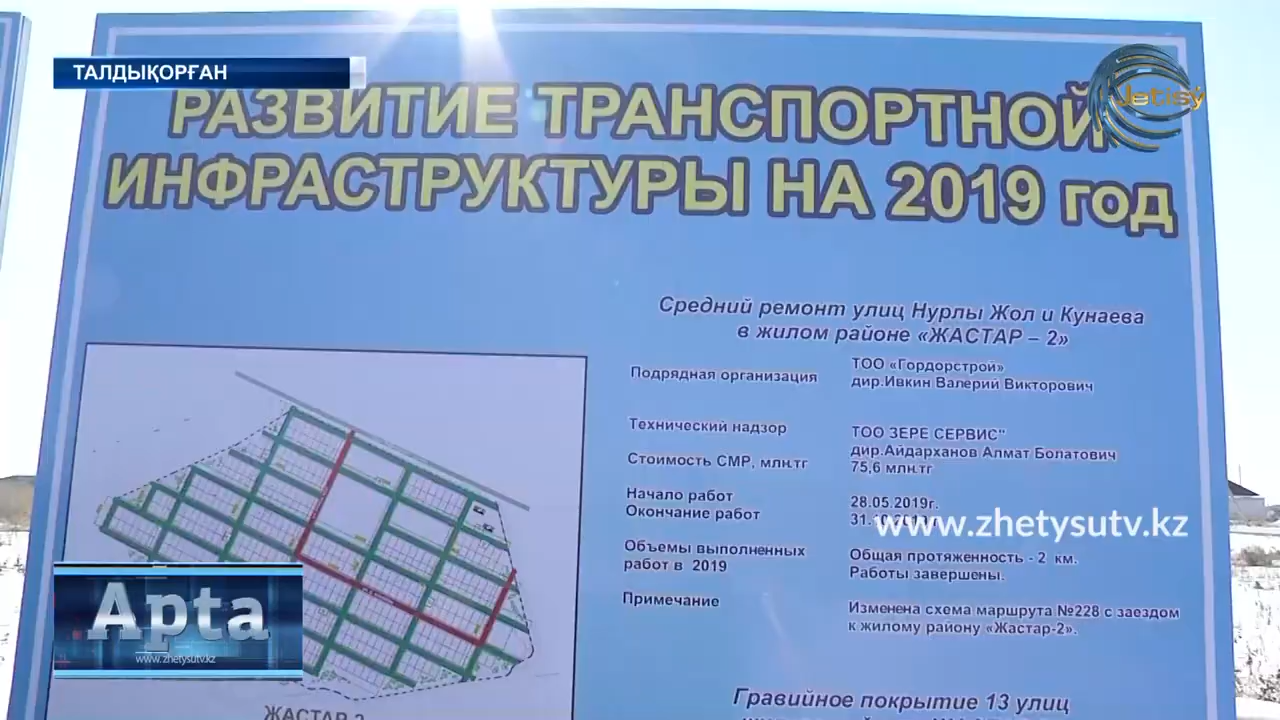 ТАЛДЫҚОРҒАН
Jetisý
РАЗВИТИЕ ТРАНСПОРТНОЙ
ИНФРАСТРУКТУРЫ НА 2019 год
Средний ремонт улиц Нурлы Жол и Кунаева
в жилом районе «ЖАСТАР – 2»
Подрядная организация
ТОО «Гордорстрой»
дир.Ивкин Валерий Викторович
Технический надзор
ТОО ЗЕРЕ СЕРВИС"
дир.Айдарханов Алмат Болатович
Стоимость СМР, млн.тг
75,6 млн.тг
Начало работ
28.05.2019г.
Окончание работ
31.
www.zhetysutv.kz
Объемы выполненных
работ в 2019
Общая протяженность - 2 км.
Работы завершены.
Примечание
Изменена схема маршрута №228 с заездом
к жилому району «Жастар-2».
Гравийное покрытие 13 улиц
ЖАСТАР 2
Apta
www.zhetysutv.kz